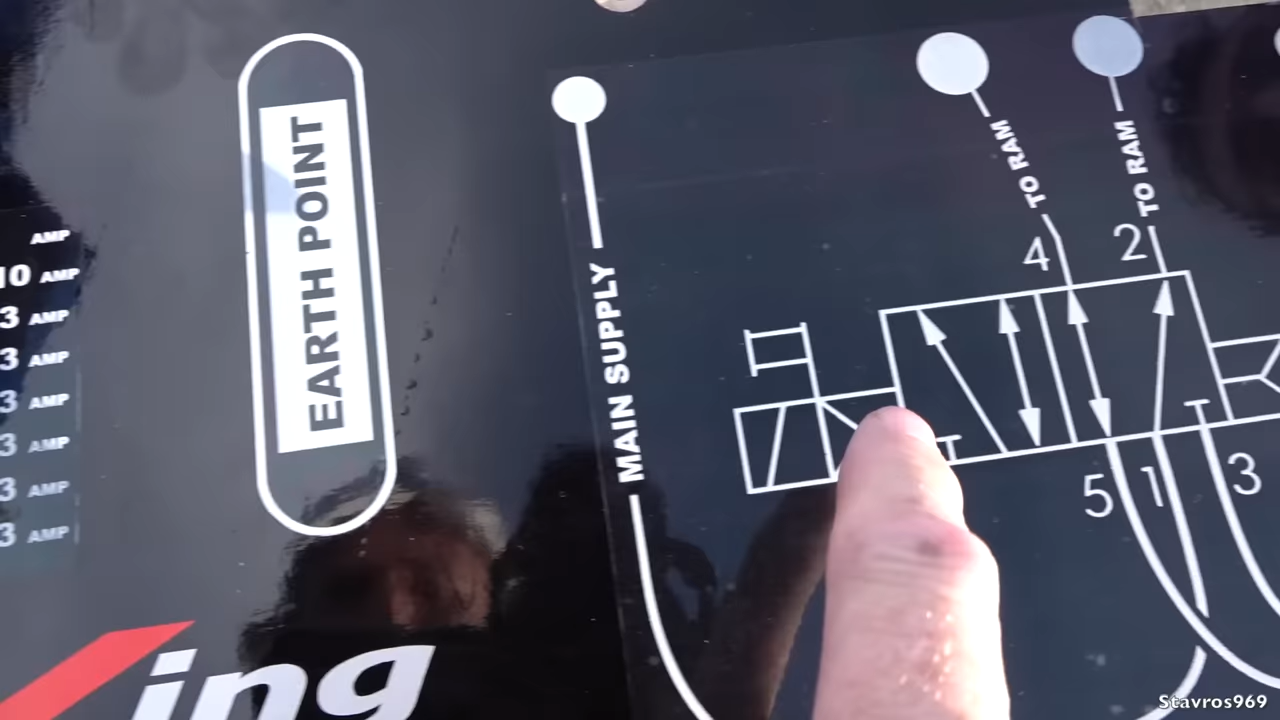 AMP
10 AMP
3 AMP
3 AMP
3 AMP
3 AMP
3 AMP
3 AMP
EARTH POINT
MAIN SUPPLY
TO RAM
TO RAM
4
2
5
1
3
ing
Stavros969